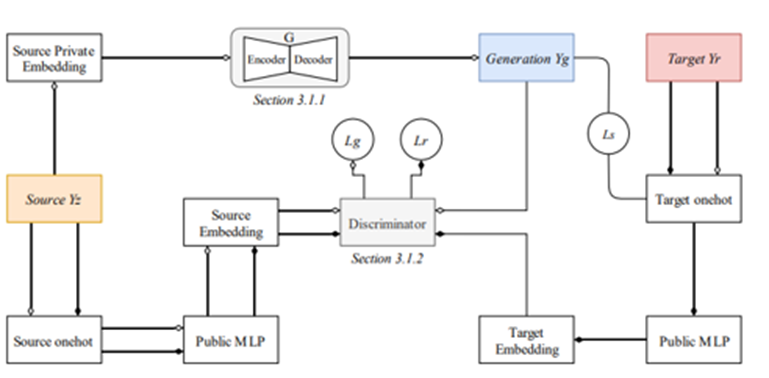 Source Private
Embedding
G
Encoder
Decoder
Section 3.1.1
Generation Yg
Target Yr
Lg
Lr
Ls
Source Yz
Source
Embedding
Discriminator
Section 3.1.2
Target onehot
Source onehot
Public MLP
Target
Embedding
Public MLP